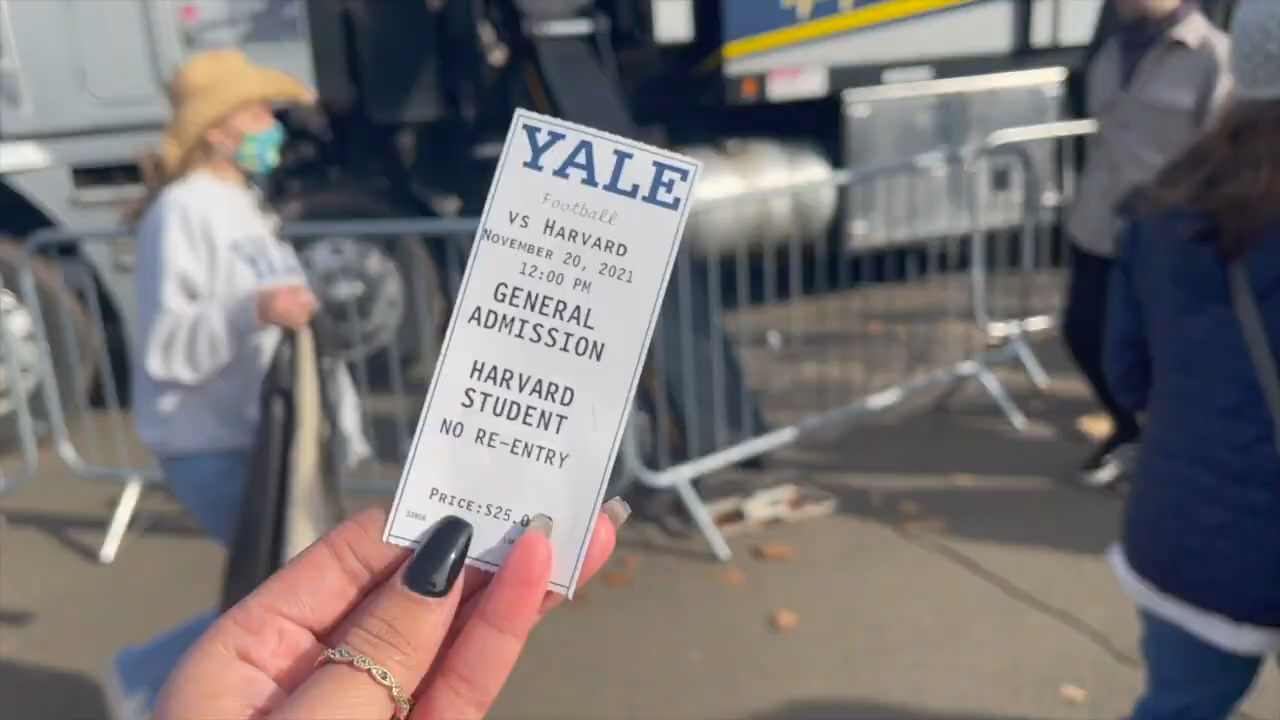 YALE
Football
VS HARVARD
NOVEMBER 20, 2021
12:00 PM
GENERAL
ADMISSION
HARVARD
STUDENT
NO RE-ENTRY
PRICE:$25.0